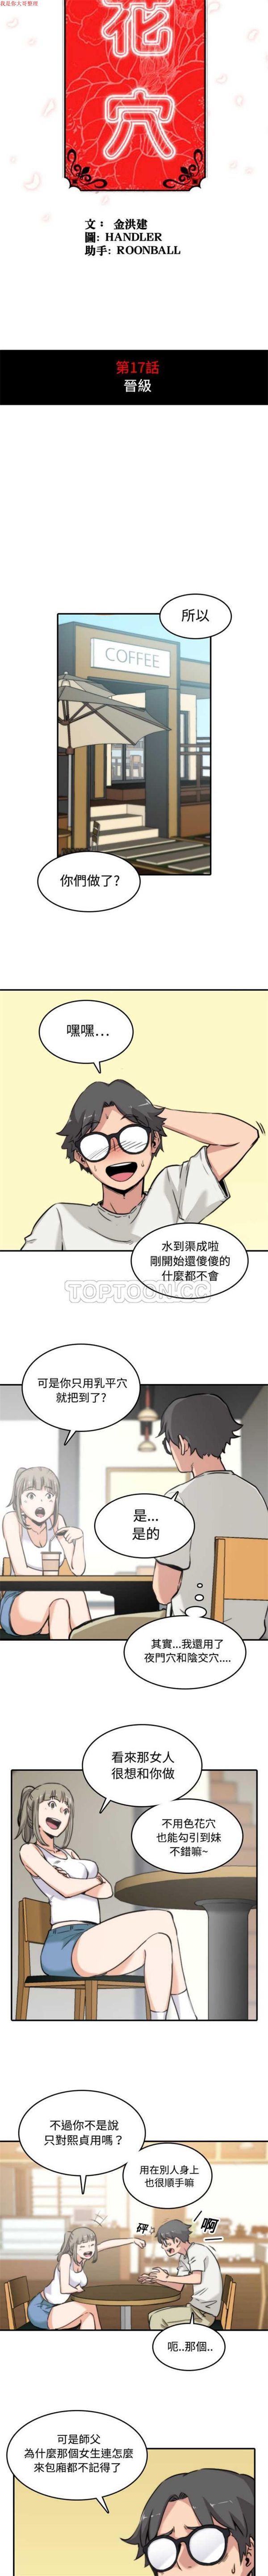 我是你大哥整理
花
穴
文： 金洪建
圖: HANDLER
助手: ROONBALL
第17話
晉級
所以
COFFEE
你們做了?
嘿嘿...
水到渠成啦
剛開始還傻傻的
什麼都不會
TOPTOON.CC
可是你只用乳平穴
就把到了?
是...
是的
其實...我還用了
夜門穴和陰交穴....
看來那女人
很想和你做
不用色花穴
也能勾引到妹
不錯嘛~
不過你不是說
只對熙貞用嗎？
用在別人身上
也很順手嘛
砰
啊
呃..那個..
可是師父
為什麼那個女生連怎麼
來包廂都不記得了